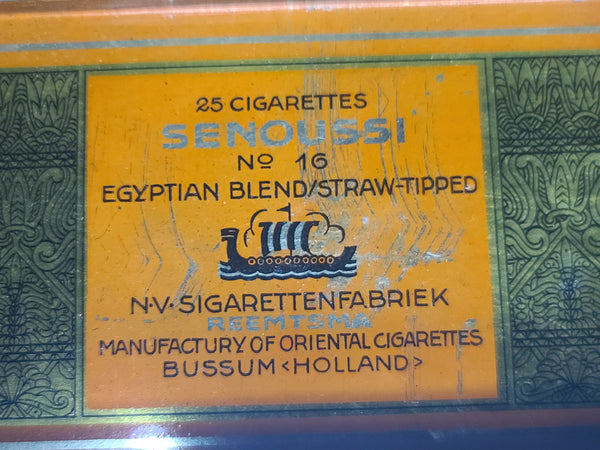 25 CIGARETTES
SENOUSSI
Nº 16
EGYPTIAN BLEND/STRAW-TIPPED
N·V·SIGARETTENFABRIEK
REEMTSMA
MANUFACTURY OF ORIENTAL CIGARETTES
BUSSUM <HOLLAND>